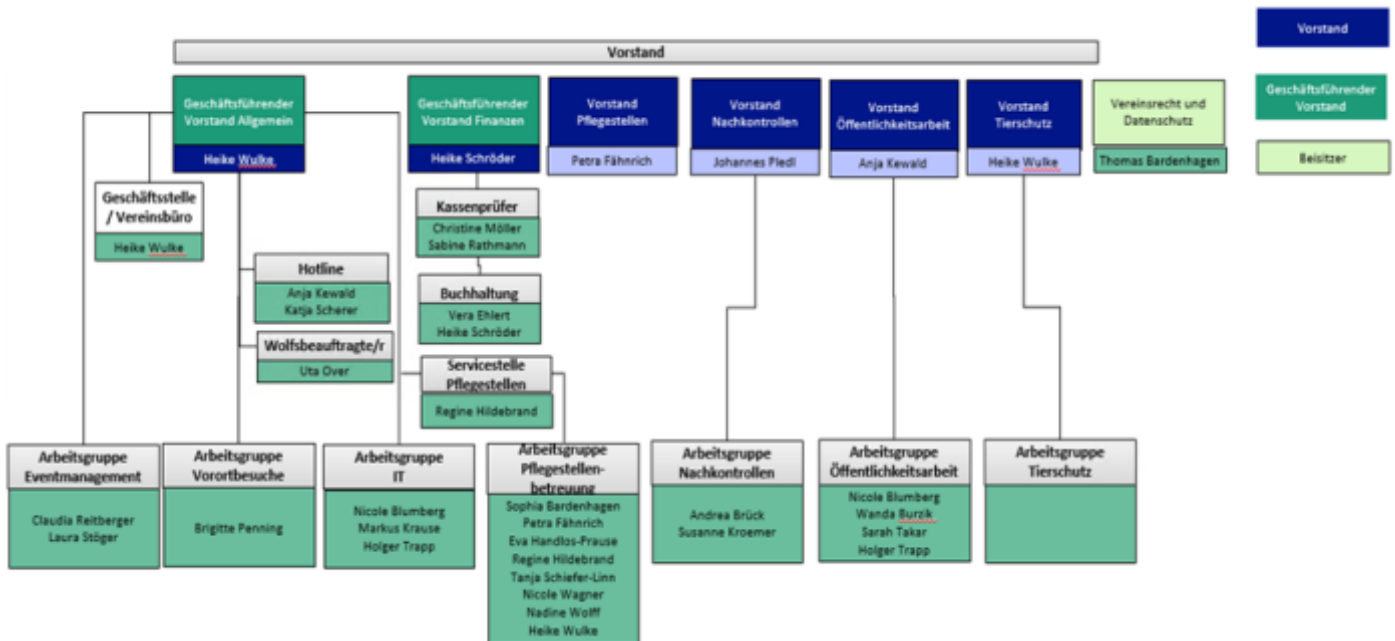 Vorstand
Vorstand
Geschäftsführender
Vorstand
Beisitzer
Geschäftsführender
Vorstand Allgemein
Heike Wulke
Geschäftsführender
Vorstand Finanzen
Heike Schröder
Vorstand
Pflegestellen
Petra Fähnrich
Vorstand
Nachkontrollen
Johannes Pledl
Vorstand
Öffentlichkeitsarbeit
Anja Kewald
Vorstand
Tierschutz
Heike Wulke
Vereinsrecht und
Datenschutz
Thomas Bardenhagen
Geschäftsstelle
/ Vereinsbüro
Heike Wulke
Kassenprüfer
Christine Möller
Sabine Rathmann
Hotline
Anja Kewald
Katja Scherer
Buchhaltung
Vera Ehlert
Heike Schröder
Wolfsbeauftragte/r
Uta Over
Servicestelle
Pflegestellen
Regine Hildebrand
Arbeitsgruppe
Eventmanagement
Claudia Reitberger
Laura Stöger
Arbeitsgruppe
Vorortbesuche
Brigitte Penning
Arbeitsgruppe
IT
Nicole Blumberg
Markus Krause
Holger Trapp
Arbeitsgruppe
Pflegestellen-
betreuung
Sophia Bardenhagen
Petra Fähnrich
Eva Handlos-Prause
Regine Hildebrand
Tanja Schiefer-Linn
Nicole Wagner
Nadine Wolff
Heike Wulke
Arbeitsgruppe
Nachkontrollen
Andrea Brück
Susanne Kroemer
Arbeitsgruppe
Öffentlichkeitsarbeit
Nicole Blumberg
Wanda Burzik
Sarah Takar
Holger Trapp
Arbeitsgruppe
Tierschutz